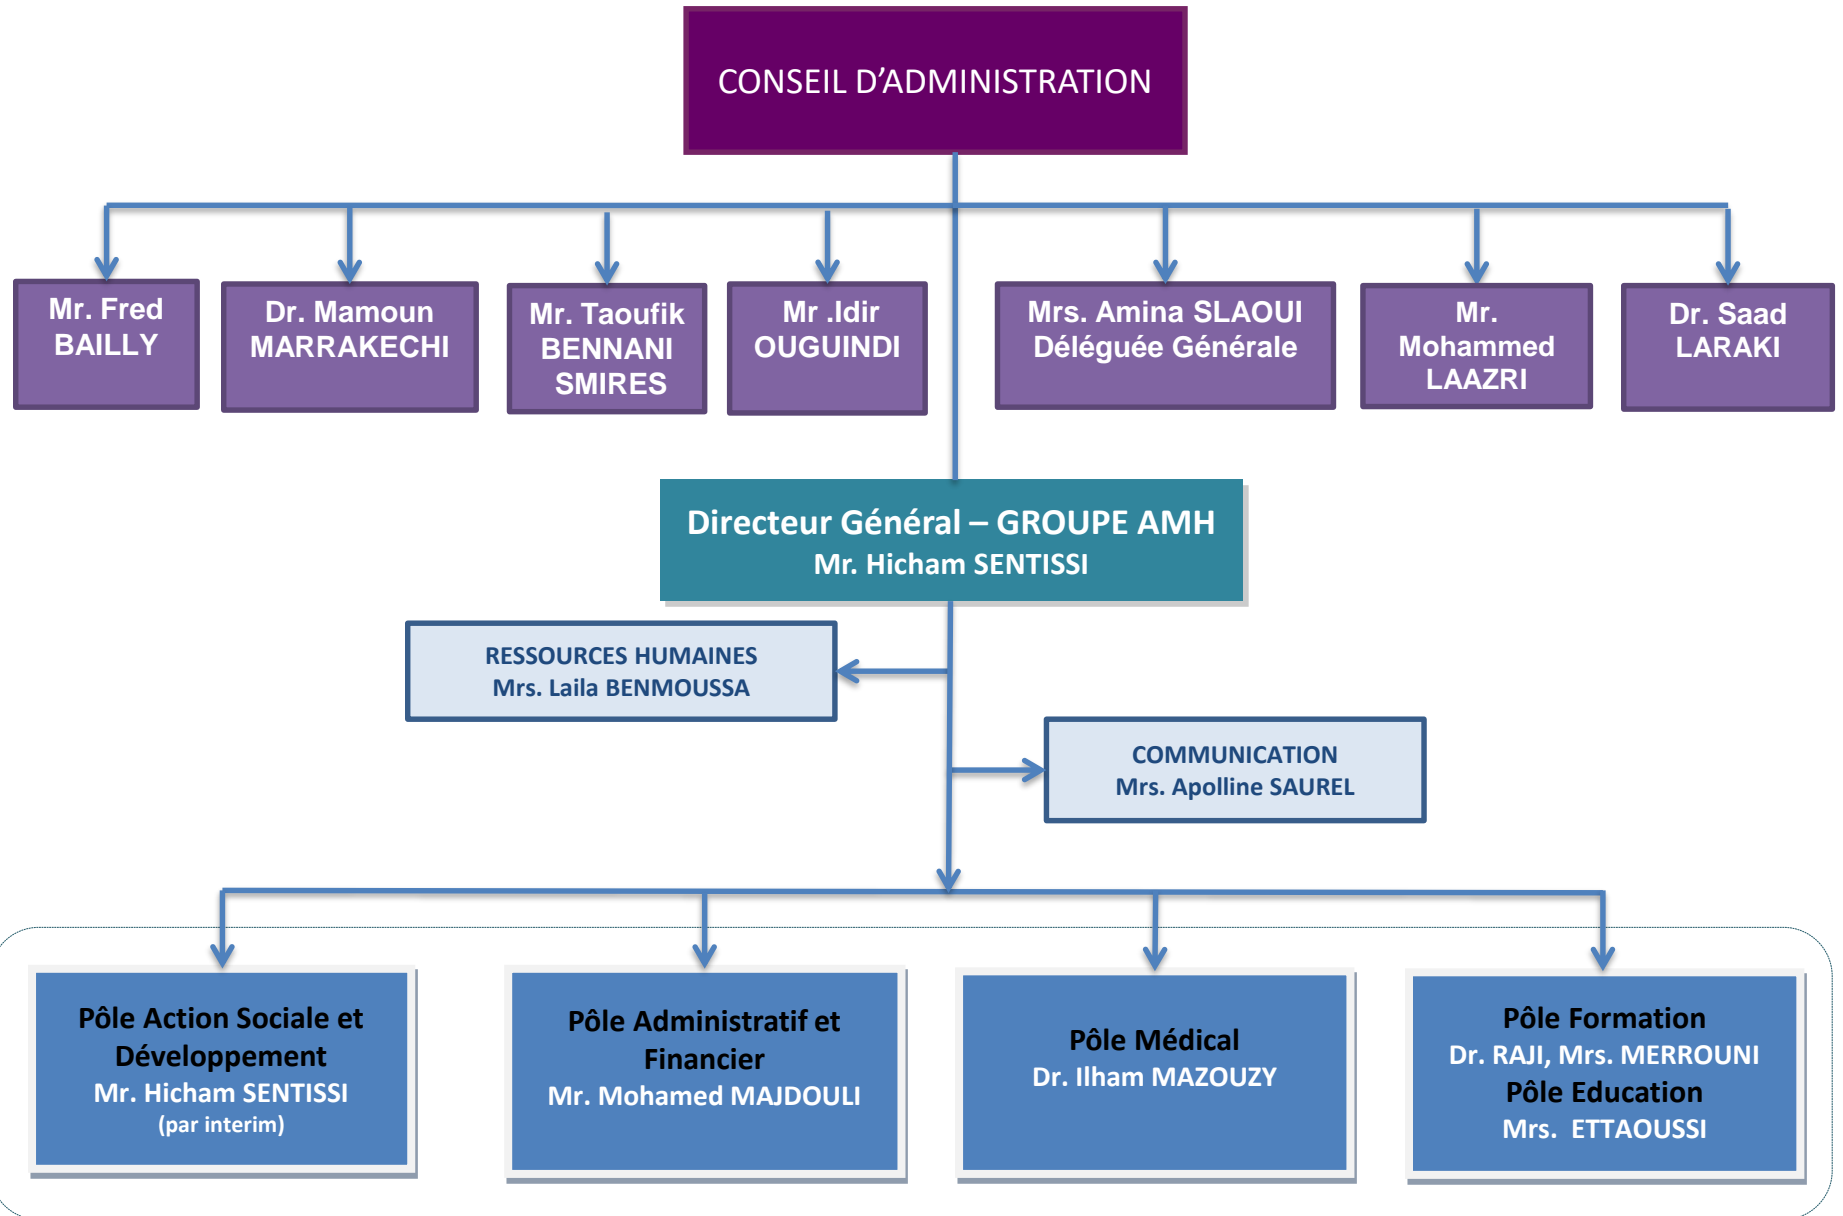 CONSEIL D’ADMINISTRATION
Mr. Fred
BAILLY
Dr. Mamoun
MARRAKECHI
Mr. Taoufik
BENNANI
SMIRES
Mr .Idir
OUGUINDI
Mrs. Amina SLAOUI
Déléguée Générale
Mr.
Mohammed
LAAZRI
Dr. Saad
LARAKI
Directeur Général – GROUPE AMH
Mr. Hicham SENTISSI
RESSOURCES HUMAINES
Mrs. Laila BENMOUSSA
COMMUNICATION
Mrs. Apolline SAUREL
Pôle Action Sociale et
Développement
Mr. Hicham SENTISSI
(par interim)
Pôle Administratif et
Financier
Mr. Mohamed MAJDOULI
Pôle Médical
Dr. Ilham MAZOUZY
Pôle Formation
Dr. RAJI, Mrs. MERROUNI
Pôle Education
Mrs.  ETTAOUSSI